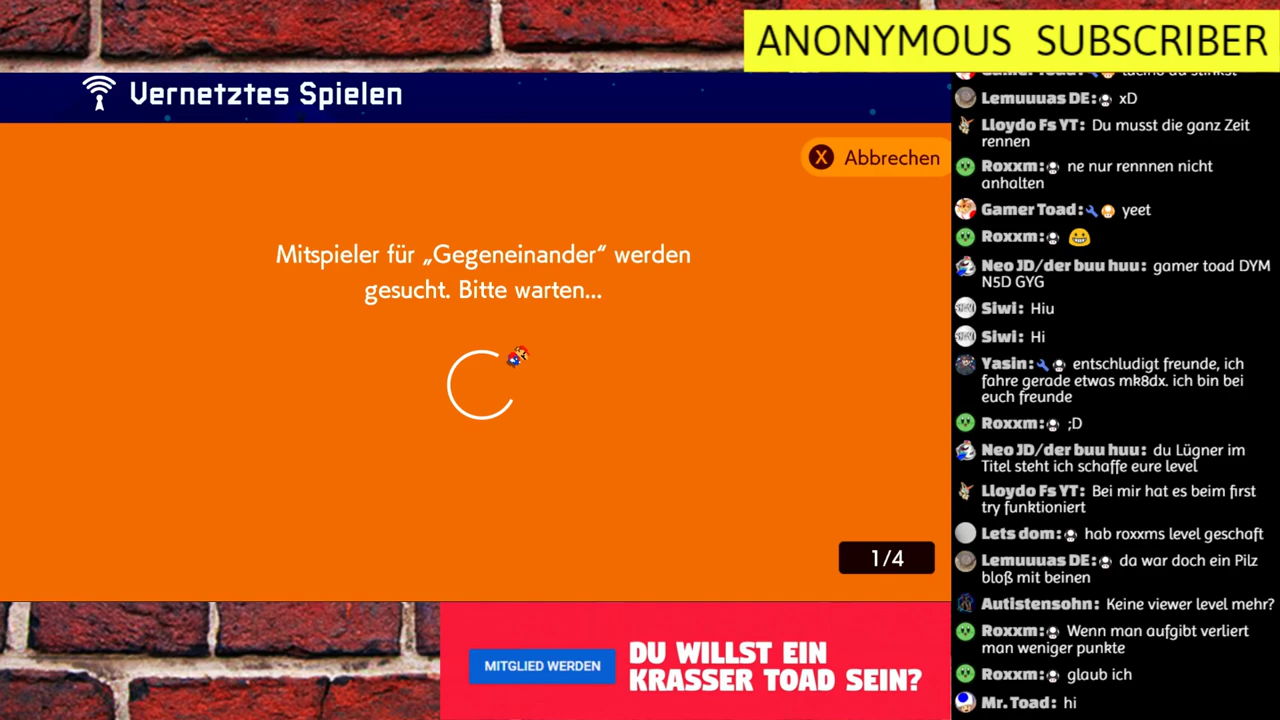 ANONYMOUS SUBSCRIBER
Vernetztes Spielen
X Abbrechen
Mitspieler für „Gegeneinander“ werden
gesucht. Bitte warten...
1/4
MITGLIED WERDEN
DU WILLST EIN
KRASSER TOAD SEIN?
Lemuuuas DE: xD
Lloydo Fs YT: Du musst die ganz Zeit
rennen
Roxxm: ne nur rennnen nicht
anhalten
Gamer Toad: yeet
Roxxm: 😀
Neo JD/der buu huu: gamer toad DYM
N5D GYG
Siwi: Hiu
Siwi: Hi
Yasin: entschludigt freunde, ich
fahre gerade etwas mk8dx. ich bin bei
euch freunde
Roxxm: ;D
Neo JD/der buu huu: du Lügner im
Titel steht ich schaffe eure level
Lloydo Fs YT: Bei mir hat es beim first
try funktioniert
Lets dom: hab roxxms level geschaft
Lemuuuas DE: da war doch ein Pilz
bloß mit beinen
Autistensohn: Keine viewer level mehr?
Roxxm: Wenn man aufgibt verliert
man weniger punkte
Roxxm: glaub ich
Mr. Toad: hi